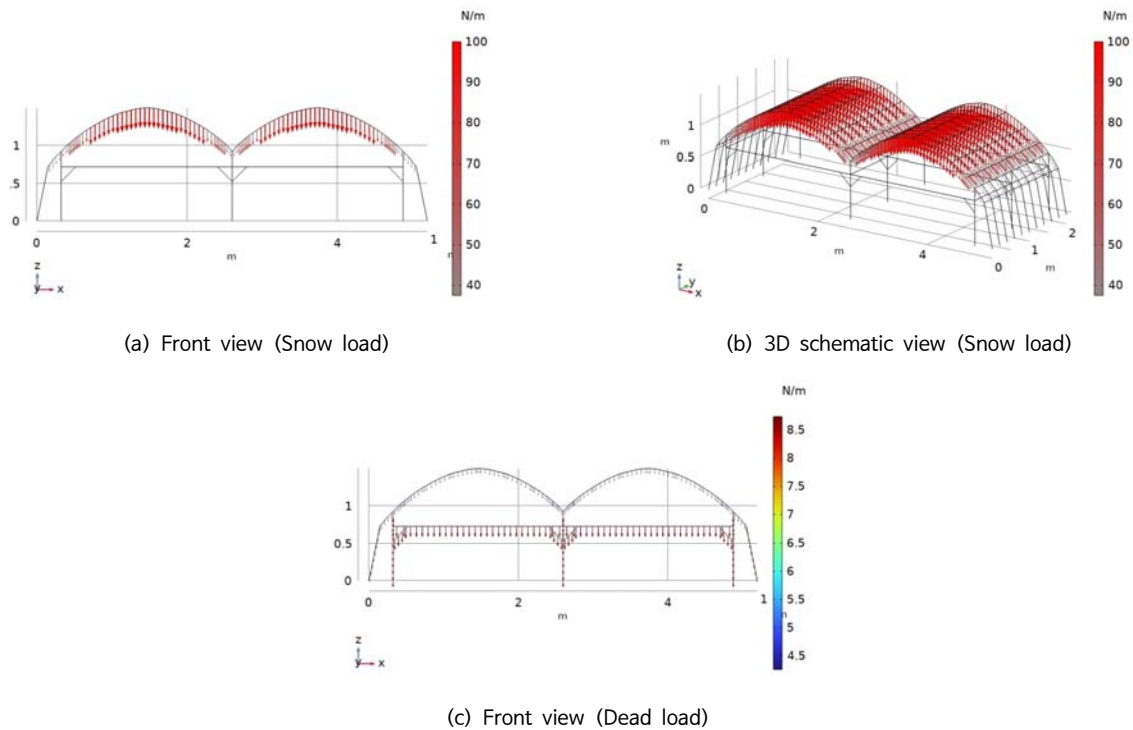 N/m
100
90
80
70
60
50
40
1
.5
0
0
2
4
1
m
z
y
x
(a) Front view (Snow load)
N/m
100
90
80
70
60
50
40
m
1
0.5
0
0
2
4
m
0
1
2
m
z
y
x
(b) 3D schematic view (Snow load)
N/m
8.5
8
7.5
7
6.5
6
5.5
5
4.5
1
0.5
0
0
2
4
1
m
z
y
x
(c) Front view (Dead load)